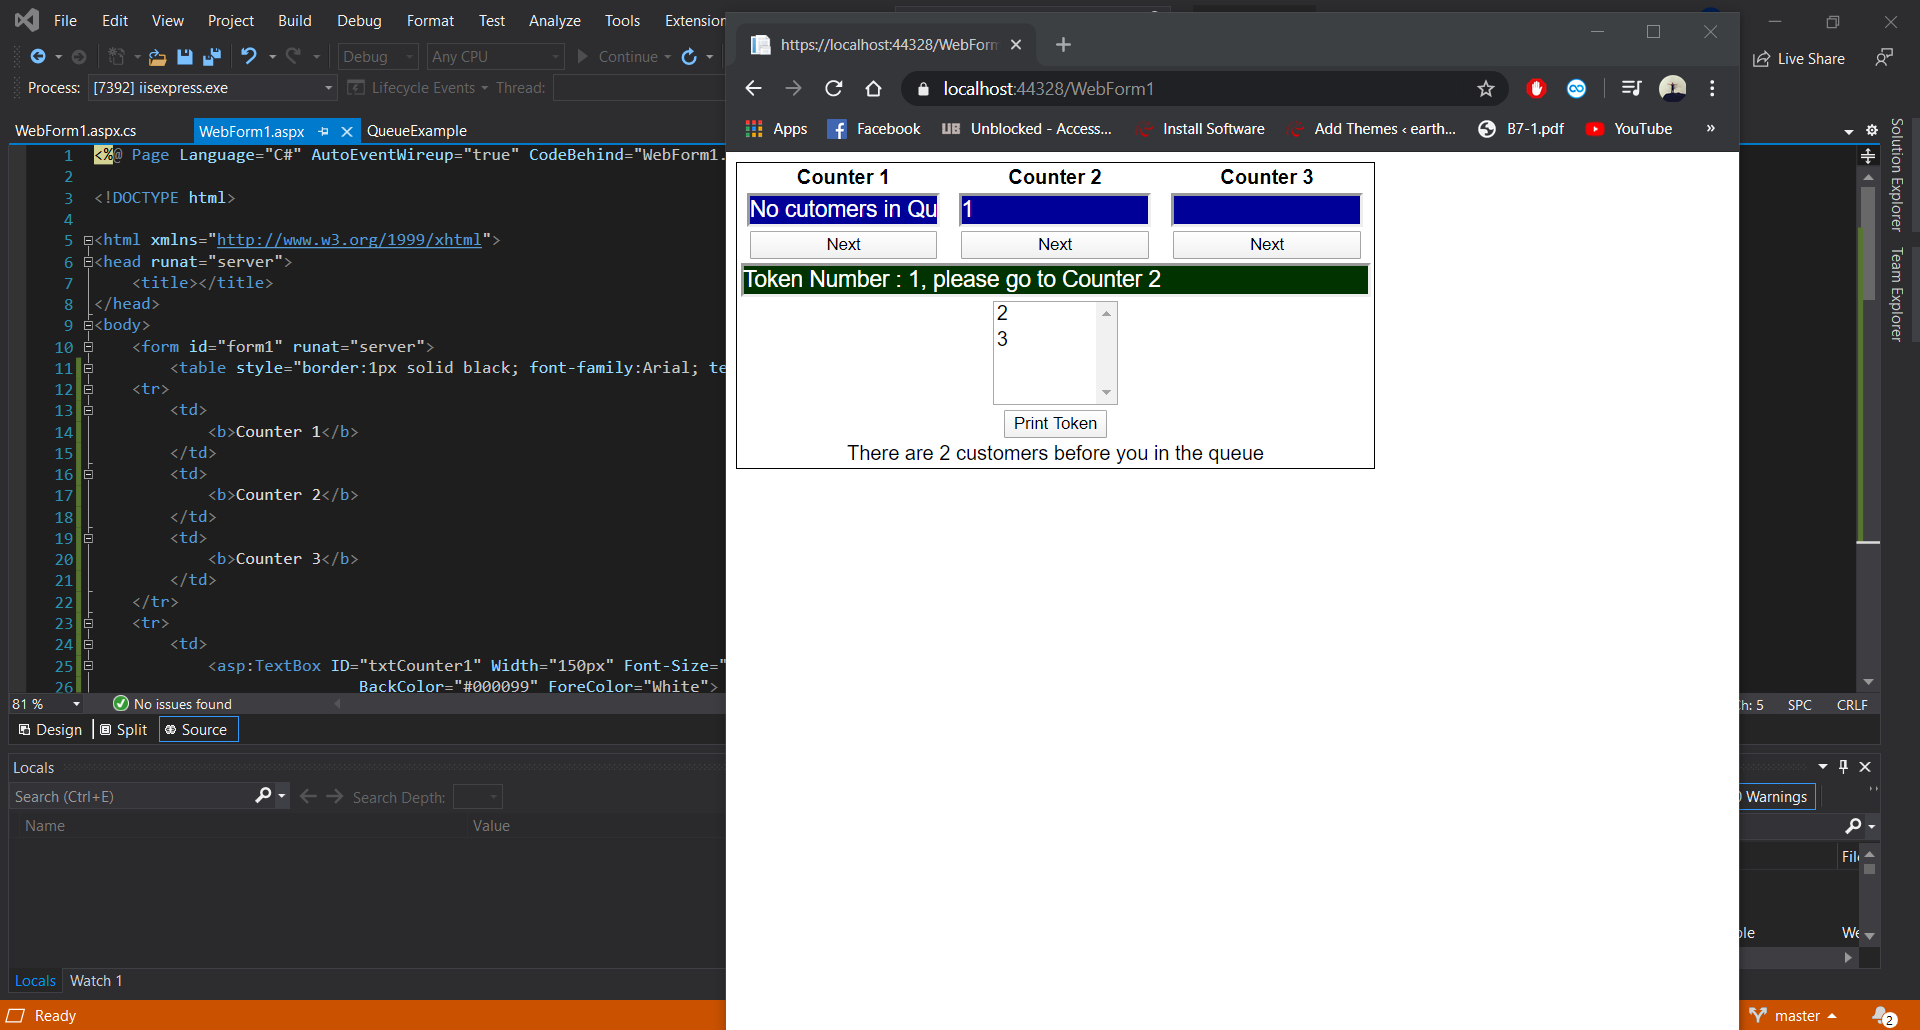 File Edit View Project Build Debug Format Test Analyze Tools Extension
Debug Any CPU Continue
Live Share
Process: [7392] iisexpress.exe Lifecycle Events Thread:
WebForm1.aspx.cs WebForm1.aspx QueueExample
1 <%@ Page Language="C#" AutoEventWireup="true" CodeBehind="WebForm1.
2
3 <!DOCTYPE html>
4
5 <html xmlns="http://www.w3.org/1999/xhtml">
6 <head runat="server">
7 <title></title>
8 </head>
9 <body>
10 <form id="form1" runat="server">
11 <table style="border:1px solid black; font-family:Arial; te
12 <tr>
13 <td>
14 <b>Counter 1</b>
15 </td>
16 <td>
17 <b>Counter 2</b>
18 </td>
19 <td>
20 <b>Counter 3</b>
21 </td>
22 </tr>
23 <tr>
24 <td>
25 <asp:TextBox ID="txtCounter1" Width="150px" Font-Size="
26 BackColor="#000099" ForeColor="White">
81 % No issues found
Design Split Source
Locals
Search (Ctrl+E) Search Depth:
Name Value
Locals Watch 1
Ready
https://localhost:44328/WebForm
localhost:44328/WebForm1
Apps Facebook UB Unblocked - Access... Install Software Add Themes ‹ earth... B7-1.pdf YouTube »
Counter 1 Counter 2 Counter 3
No cutomers in Qu 1
Next Next Next
Token Number : 1, please go to Counter 2
2
3
Print Token
There are 2 customers before you in the queue
Solution Explorer
Team Explorer
Ch: 5 SPC CRLF
0 Warnings
File
ble We
master 2